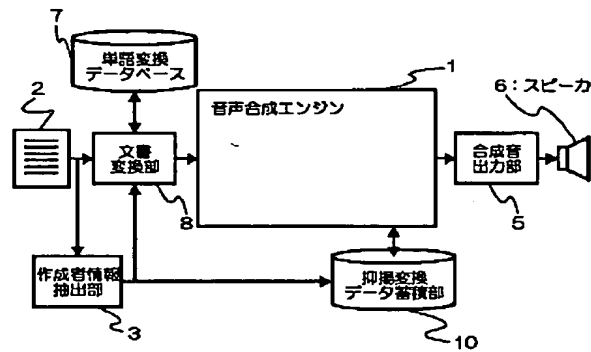 7
単語変換
データベース
1
6:スピーカ
2
音声合成エンジン
文書
変換部
合成音
出力部
8
5
作成者情報
抽出部
抑揚変換
データ蓄積部
3
10